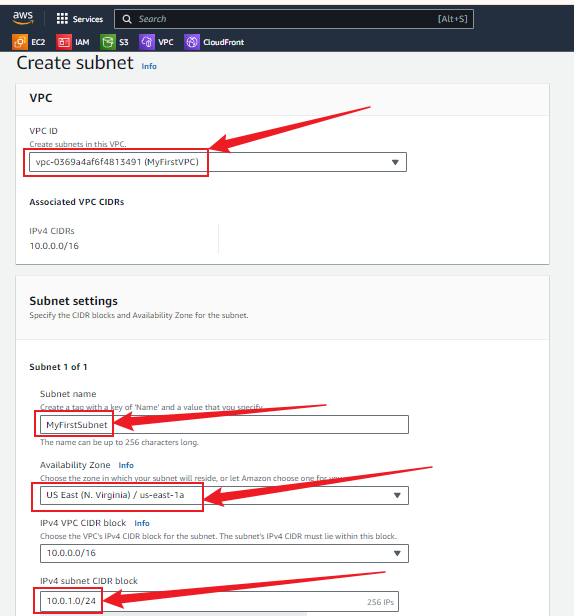 aws
Services
Search
[Alt+S]
EC2
IAM
S3
VPC
CloudFront
Create subnet Info
VPC
VPC ID
Create subnets in this VPC.
vpc-0369a4af6f4813491 (MyFirstVPC)
Associated VPC CIDRs
IPv4 CIDRs
10.0.0.0/16
Subnet settings
Specify the CIDR blocks and Availability Zone for the subnet.
Subnet 1 of 1
Subnet name
Create a tag with a key of 'Name' and a value that you specify.
MyFirstSubnet
The name can be up to 256 characters long.
Availability Zone Info
Choose the zone in which your subnet will reside, or let Amazon choose one for you.
US East (N. Virginia) / us-east-1a
IPv4 VPC CIDR block Info
Choose the VPC's IPv4 CIDR block for the subnet. The subnet's IPv4 CIDR must lie within this block.
10.0.0.0/16
IPv4 subnet CIDR block
10.0.1.0/24
256 IPs